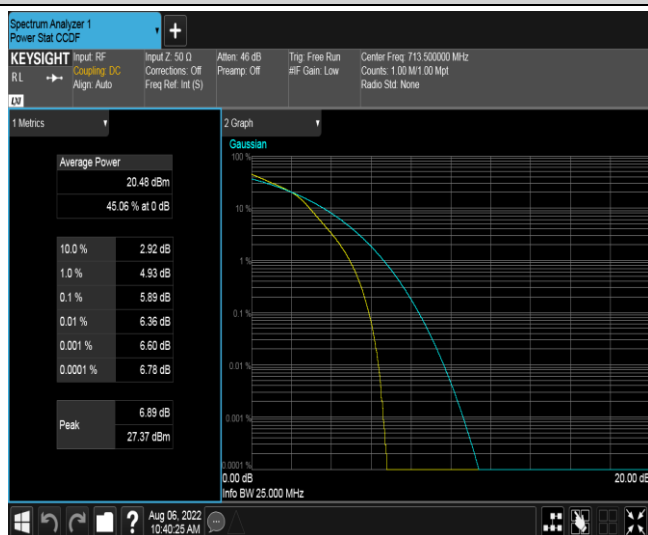 Spectrum Analyzer 1
Power Stat CCDF
+
KEYSIGHT
RL
LXI
Input: RF
Coupling: DC
Align: Auto
Input Z: 50 Ω
Corrections: Off
Freq Ref: Int (S)
Atten: 46 dB
Preamp: Off
Trig: Free Run
#IF Gain: Low
Center Freq: 713.500000 MHz
Counts: 1.00 M/1.00 Mpt
Radio Std: None
1 Metrics
Average Power
20.48 dBm
45.06 % at 0 dB
10.0 % 2.92 dB
1.0 % 4.93 dB
0.1 % 5.89 dB
0.01 % 6.36 dB
0.001 % 6.60 dB
0.0001 % 6.78 dB
Peak
6.89 dB
27.37 dBm
2 Graph
Gaussian
100 %
10 %
1 %
0.1 %
0.01 %
0.001 %
0.0001 %
0.00 dB
20.00 dB
Info BW 25.000 MHz
?
Aug 06, 2022
10:40:25 AM